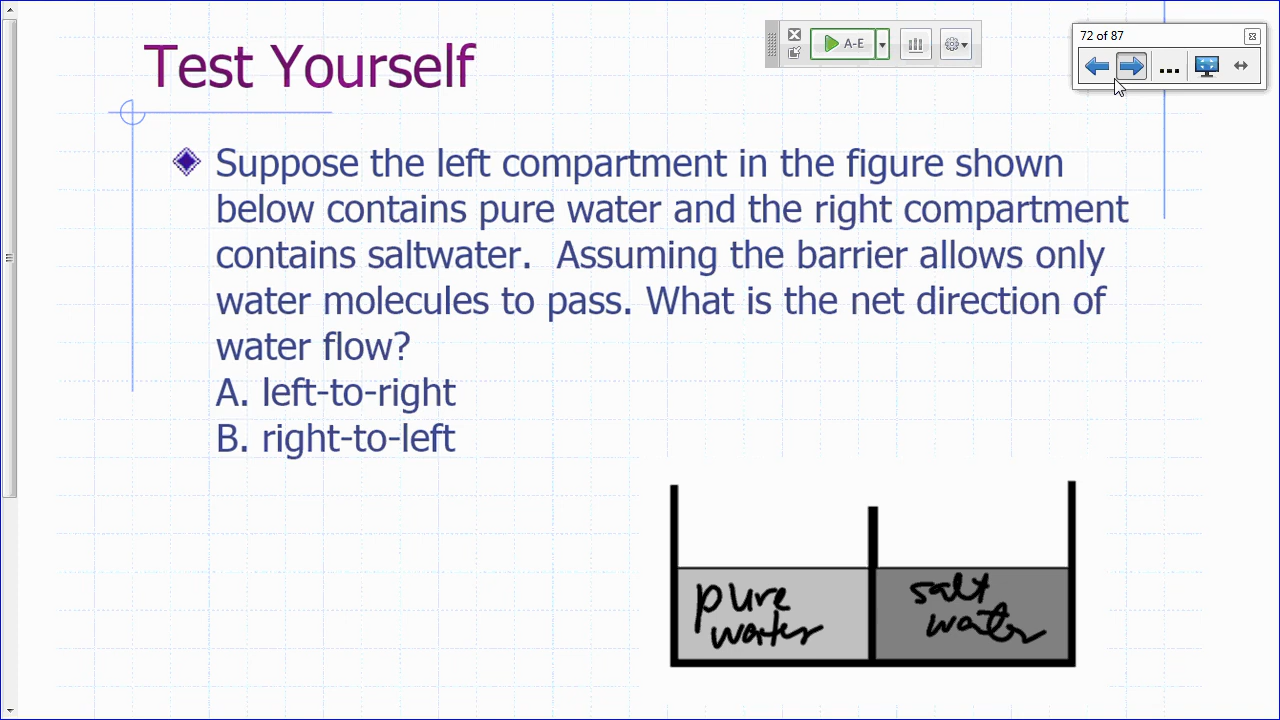 Test Yourself
A-E
72 of 87
...
Suppose the left compartment in the figure shown
below contains pure water and the right compartment
contains saltwater.  Assuming the barrier allows only
water molecules to pass. What is the net direction of
water flow?
A. left-to-right
B. right-to-left
pure
water
salt
water